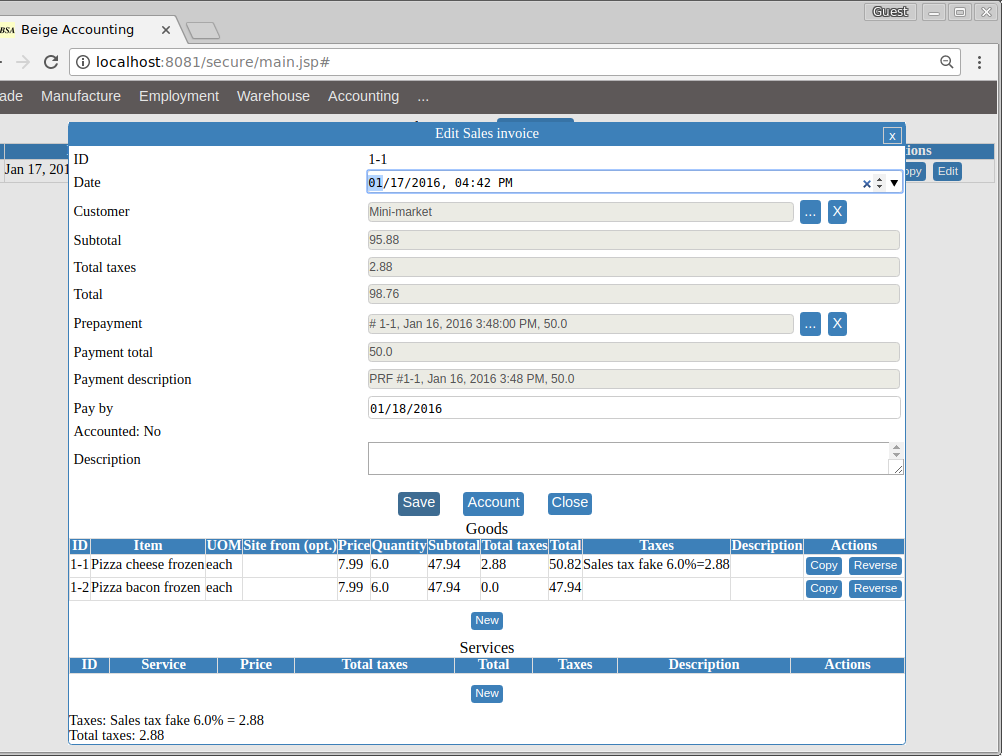 Guest
BSA Beige Accounting
localhost:8081/secure/main.jsp#
ade Manufacture Employment Warehouse Accounting ...
Edit Sales invoice x
ions
Jan 17, 201 opy Edit
ID 1-1
Date 01/17/2016, 04:42 PM
Customer Mini-market ... X
Subtotal 95.88
Total taxes 2.88
Total 98.76
Prepayment # 1-1, Jan 16, 2016 3:48:00 PM, 50.0 ... X
Payment total 50.0
Payment description PRF #1-1, Jan 16, 2016 3:48 PM, 50.0
Pay by 01/18/2016
Accounted: No
Description
Save Account Close
Goods
ID Item UOM Site from (opt.) Price Quantity Subtotal Total taxes Total Taxes Description Actions
1-1 Pizza cheese frozen each 7.99 6.0 47.94 2.88 50.82 Sales tax fake 6.0%=2.88 Copy Reverse
1-2 Pizza bacon frozen each 7.99 6.0 47.94 0.0 47.94 Copy Reverse
New
Services
ID Service Price Total taxes Total Taxes Description Actions
New
Taxes: Sales tax fake 6.0% = 2.88
Total taxes: 2.88